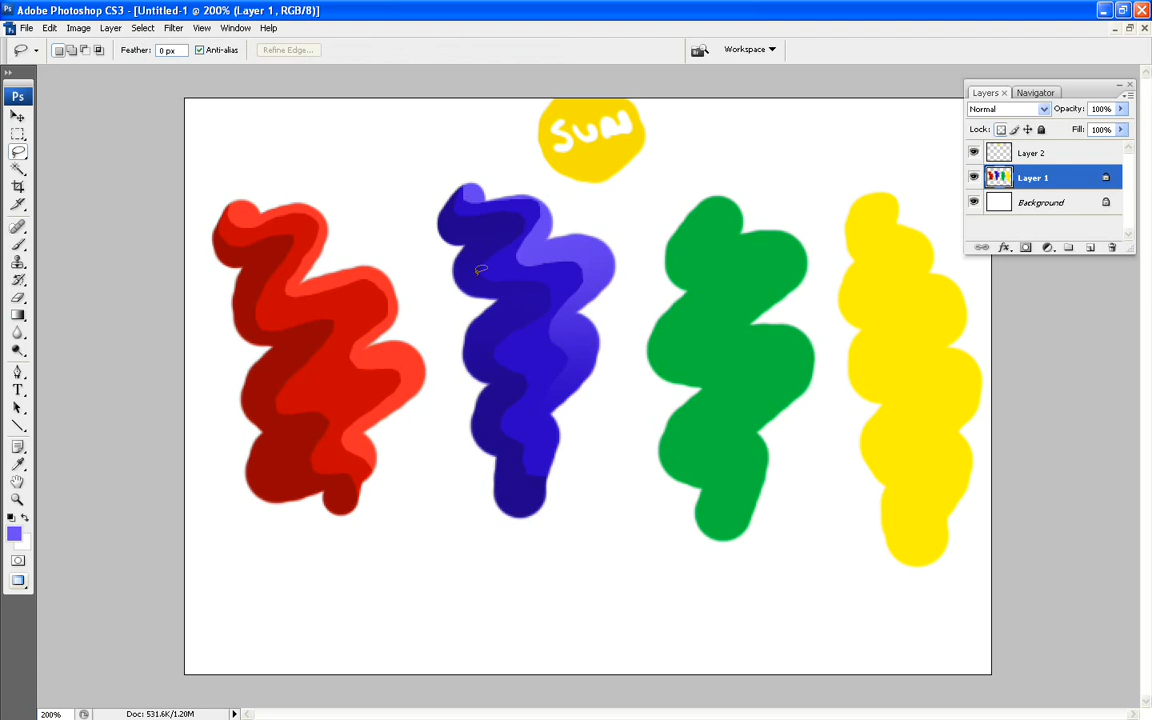 Adobe Photoshop CS3 - [Untitled-1 @ 200% (Layer 1, RGB/8)]
File Edit Image Layer Select Filter View Window Help
Feather: 0 px Anti-alias Refine Edge... Workspace
Ps
Layers Navigator
Normal Opacity: 100%
Lock: Fill: 100%
Layer 2
Layer 1
Background
SUN
T
200% Doc: 531.6K/1.20M